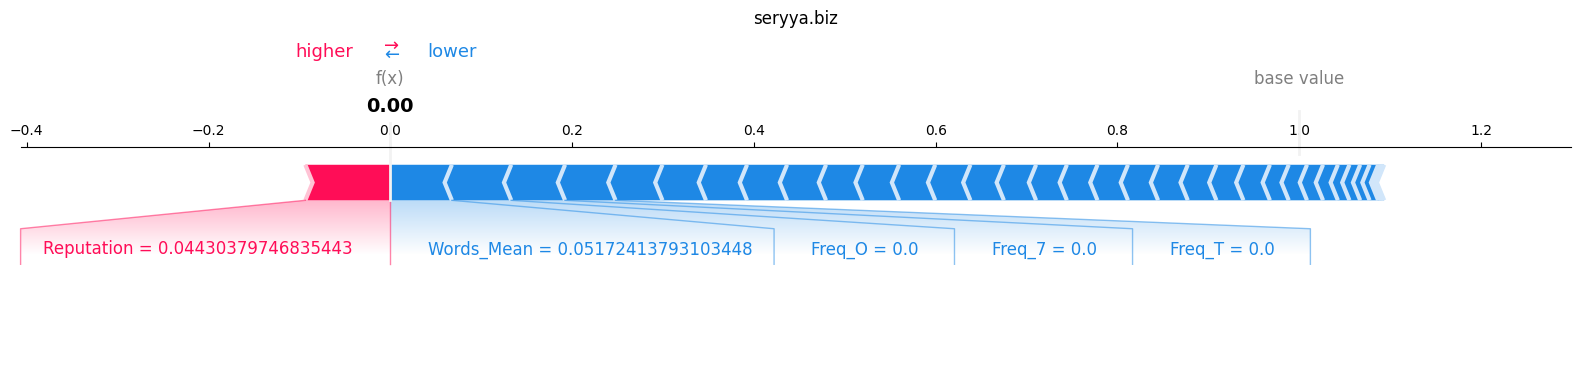 seryya.biz
higher → ← lower
f(x)
base value
0.00
−0.4 −0.2 0.0 0.2 0.4 0.6 0.8 1.0 1.2
Reputation = 0.04430379746835443 Words_Mean = 0.05172413793103448 Freq_O = 0.0 Freq_7 = 0.0 Freq_T = 0.0